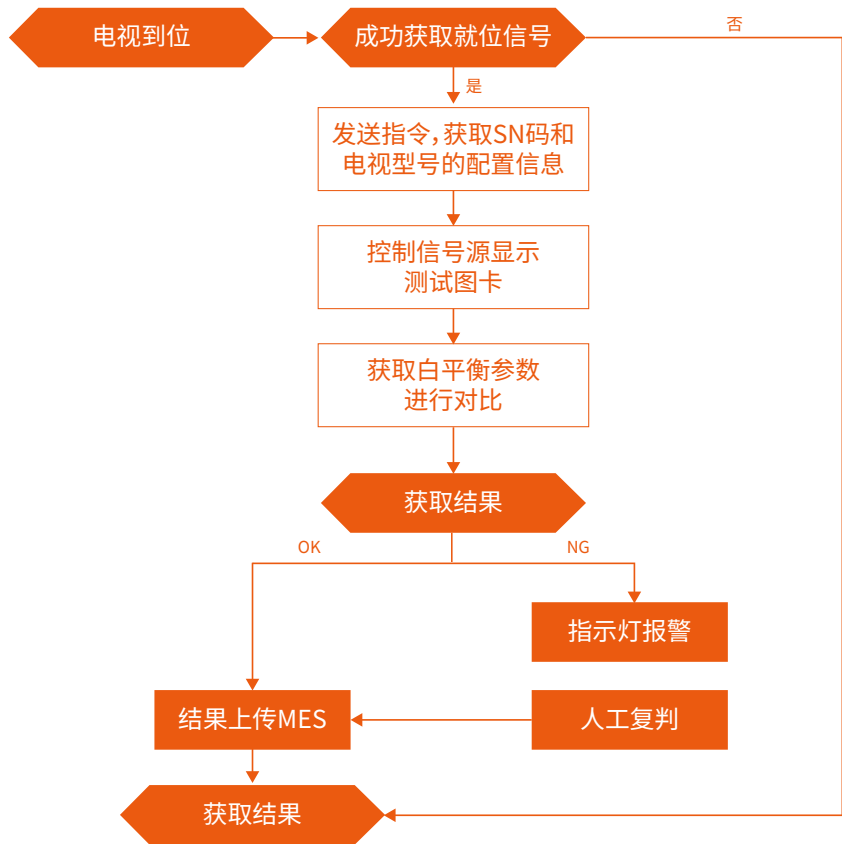 电视到位
成功获取就位信号
否
是
发送指令，获取SN码和
电视型号的配置信息
控制信号源显示
测试图卡
获取白平衡参数
进行对比
获取结果
OK
NG
指示灯报警
结果上传MES
人工复判
获取结果